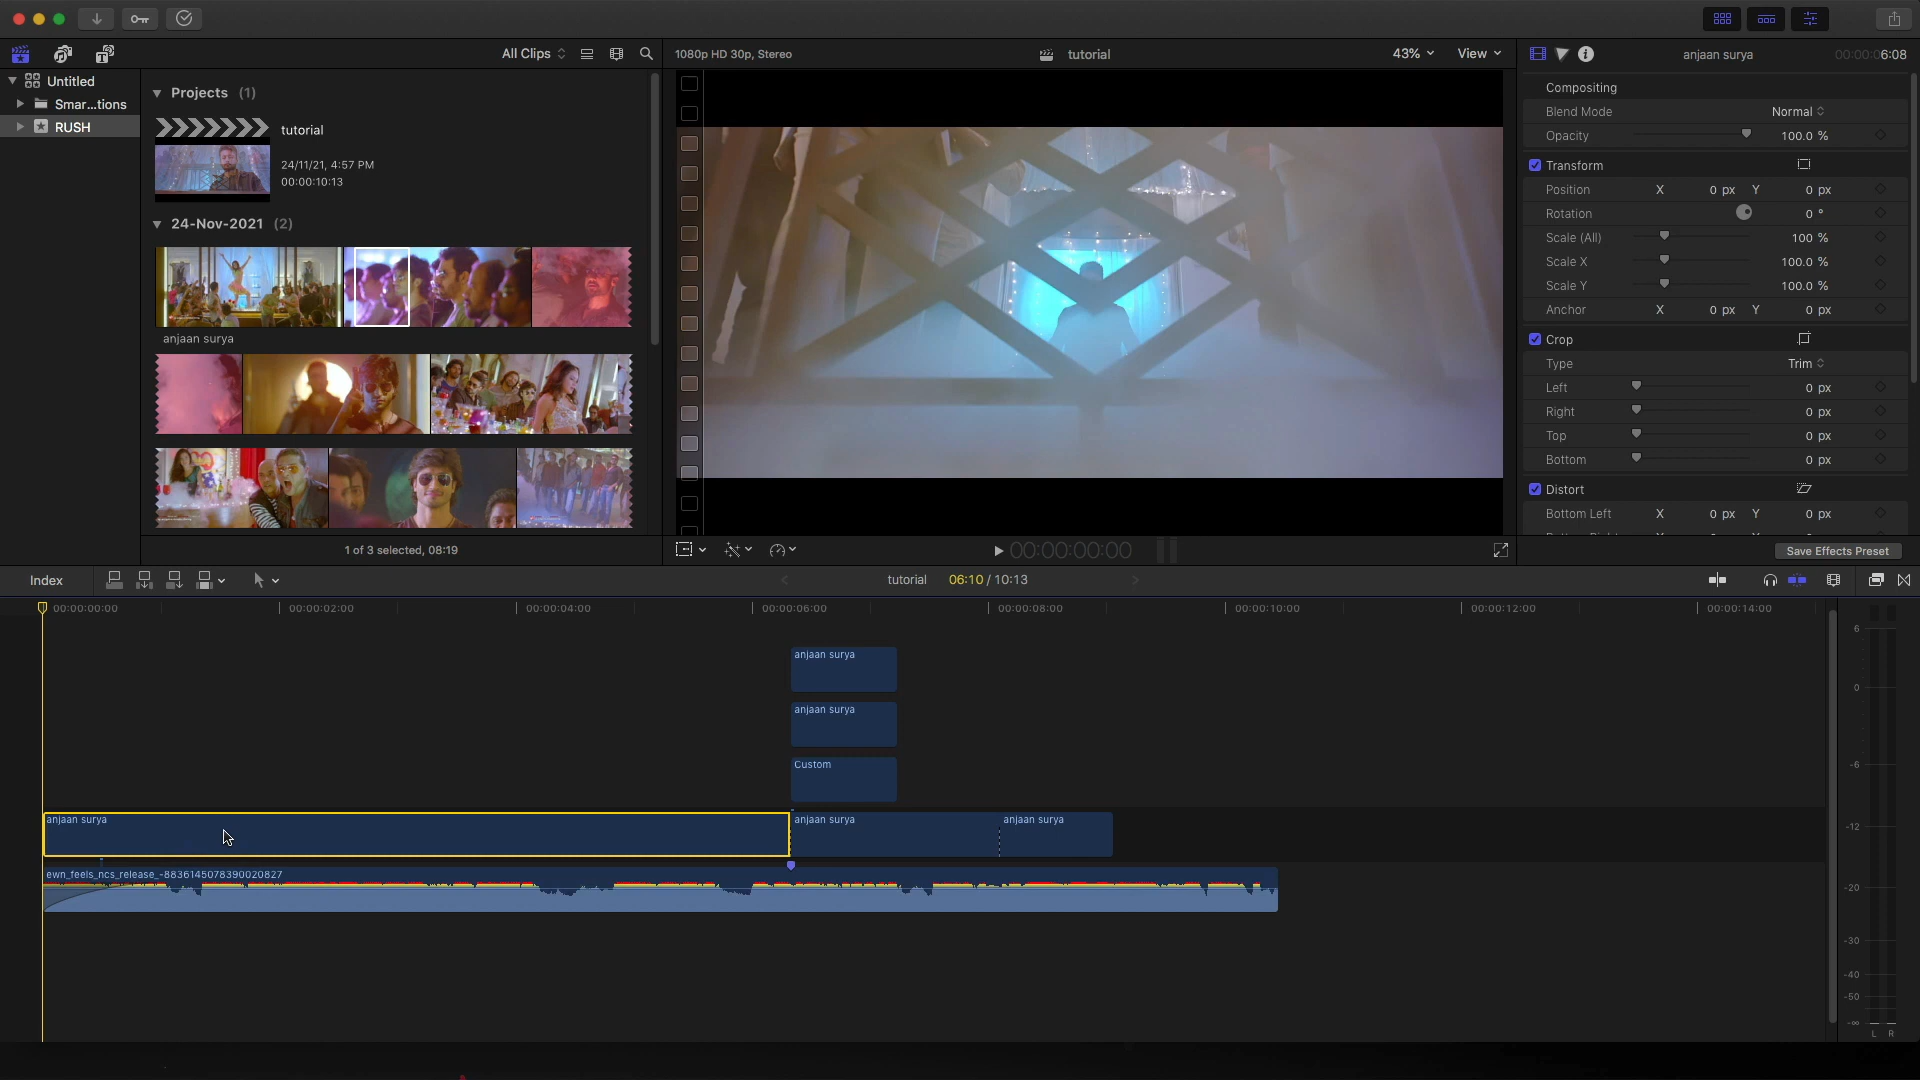 All Clips
1080p HD 30p, Stereo
tutorial
43%
View
anjaan surya
00:00:06:08
Untitled
Smar...tions
RUSH
Projects (1)
tutorial
24/11/21, 4:57 PM
00:00:10:13
24-Nov-2021 (2)
anjaan surya
1 of 3 selected, 08:19
00:00:00:00
Compositing
Blend Mode Normal
Opacity 100.0 %
Transform
Position X 0 px Y 0 px
Rotation 0 °
Scale (All) 100 %
Scale X 100.0 %
Scale Y 100.0 %
Anchor X 0 px Y 0 px
Crop
Type Trim
Left 0 px
Right 0 px
Top 0 px
Bottom 0 px
Distort
Bottom Left X 0 px Y 0 px
Save Effects Preset
Index
tutorial 06:10 / 10:13
00:00:00:00 00:00:02:00 00:00:04:00 00:00:06:00 00:00:08:00 00:00:10:00 00:00:12:00 00:00:14:00
anjaan surya
anjaan surya
Custom
anjaan surya anjaan surya anjaan surya
ewn_feels_ncs_release_-8836145078390020827
6
0
-6
-12
-20
-30
-40
-50
-∞
L R